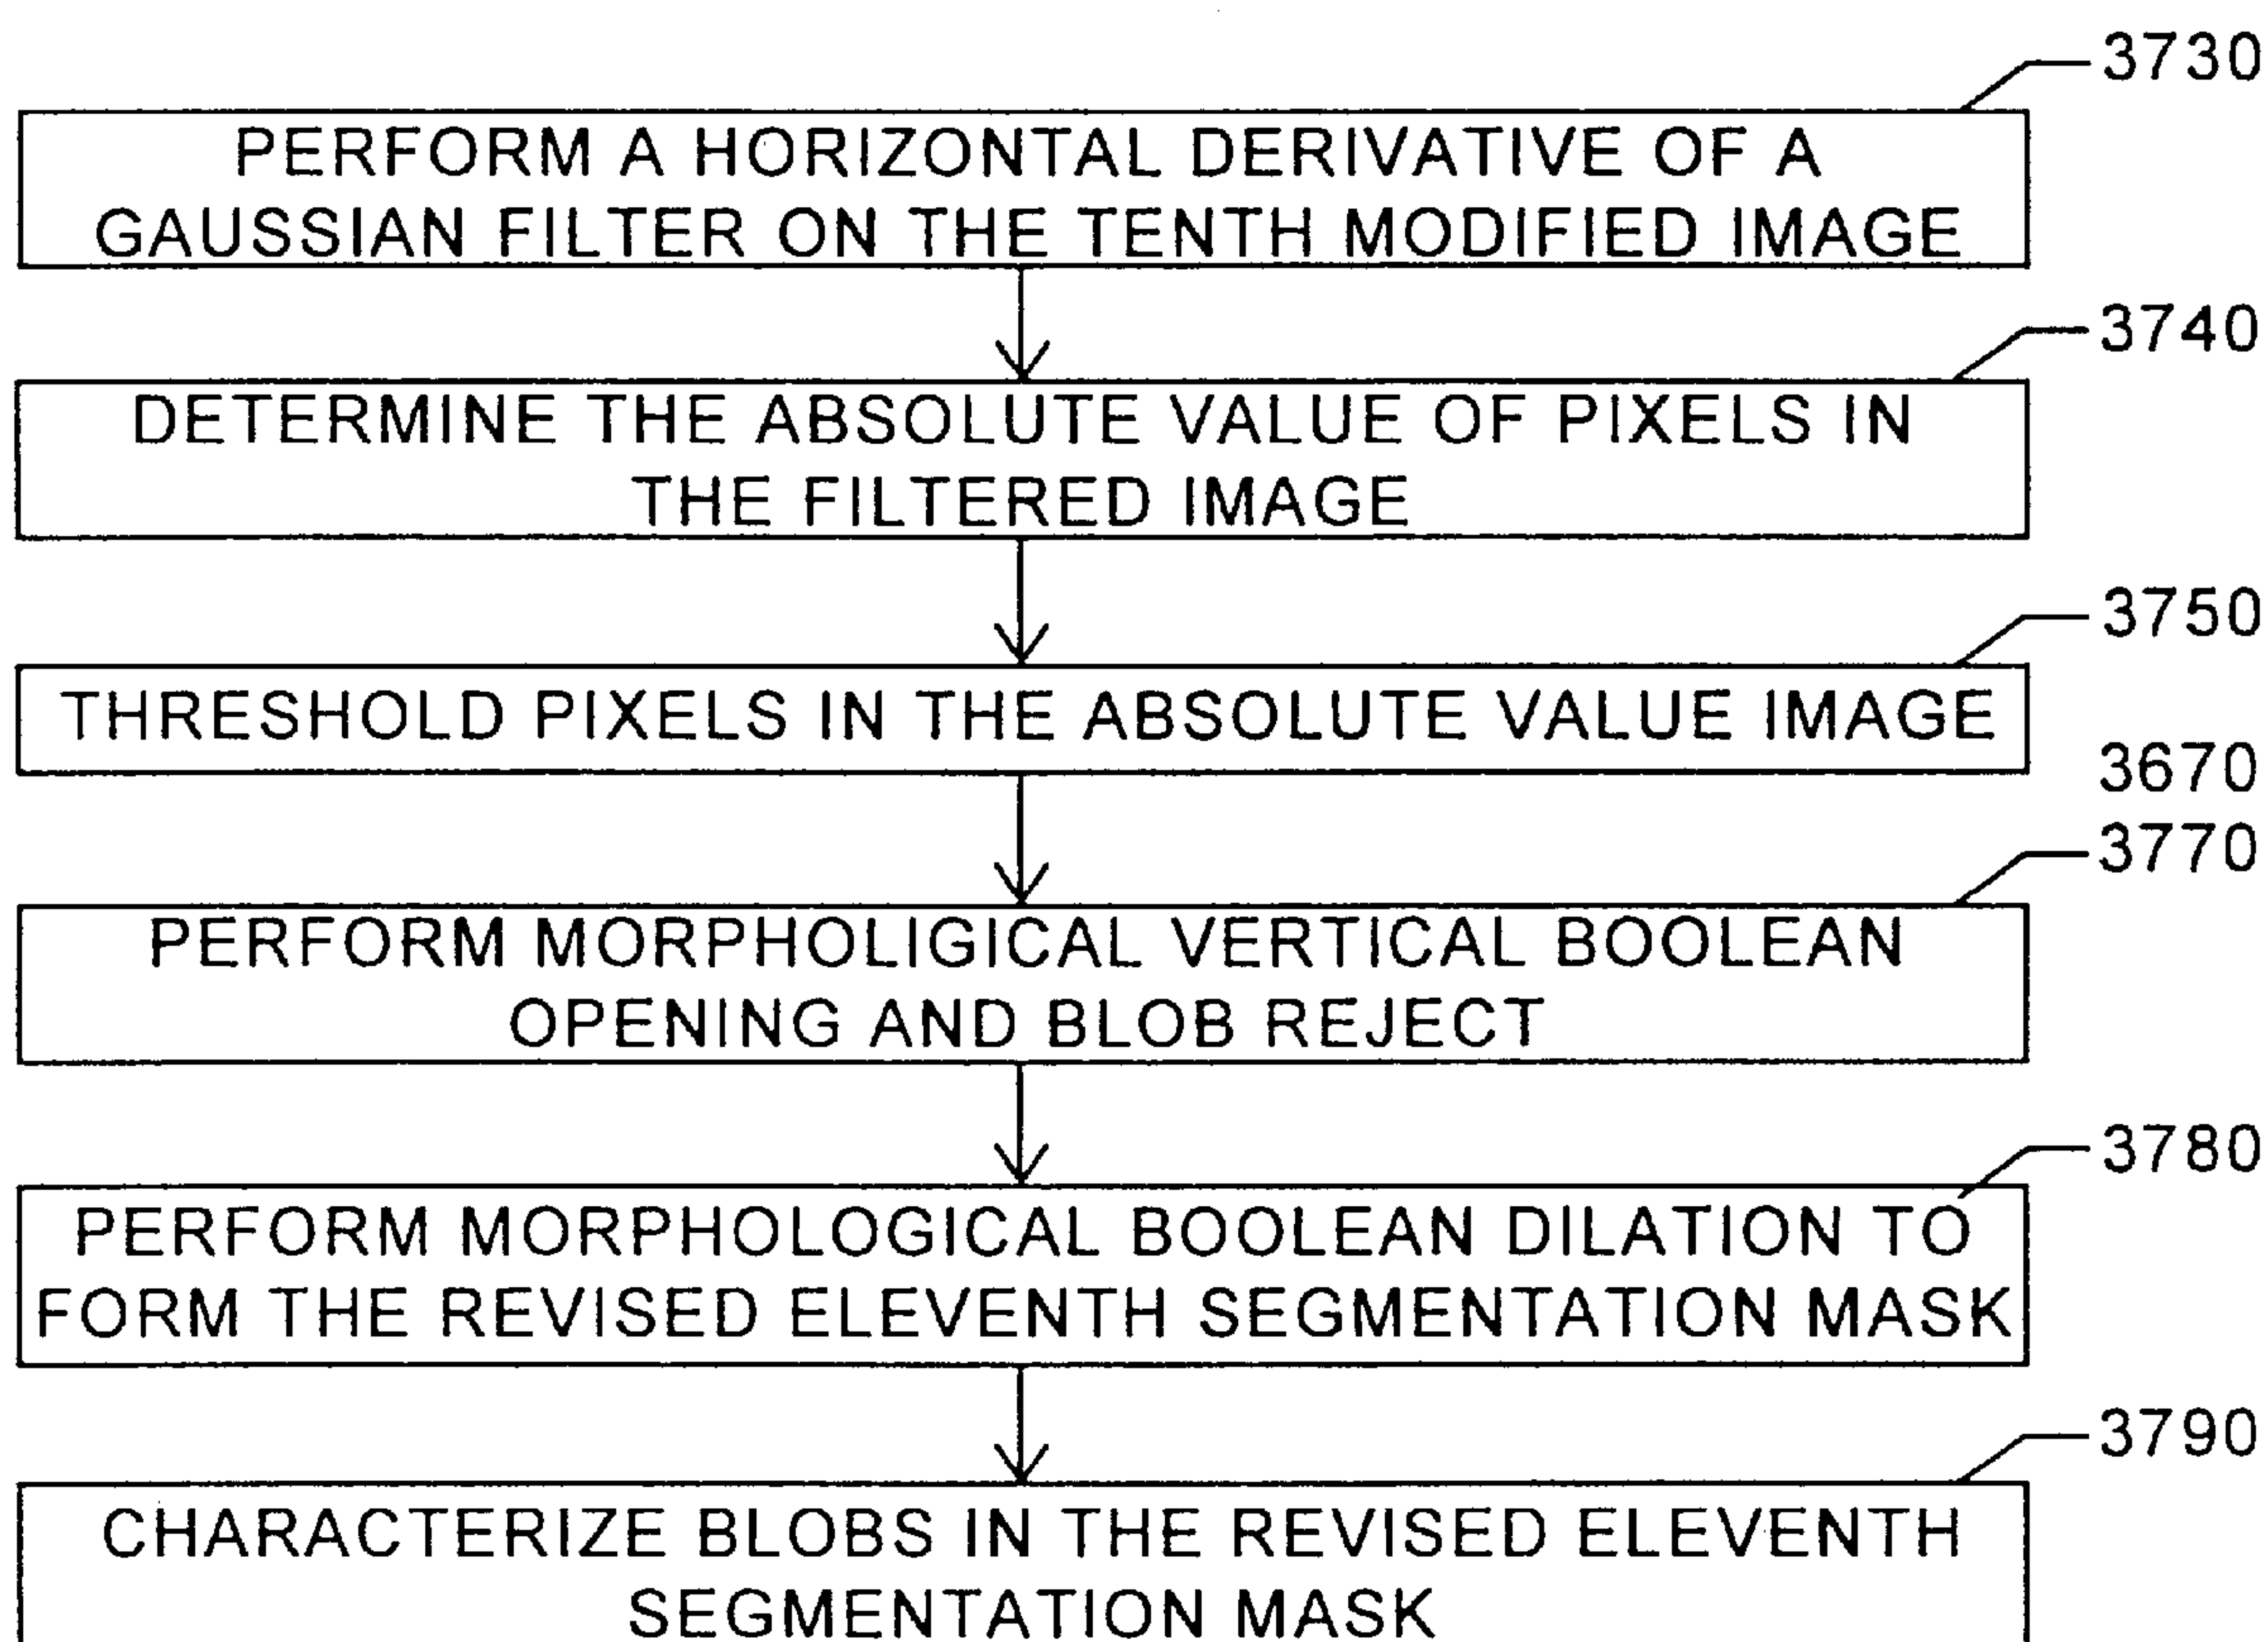 3730
PERFORM A HORIZONTAL DERIVATIVE OF A
GAUSSIAN FILTER ON THE TENTH MODIFIED IMAGE
3740
DETERMINE THE ABSOLUTE VALUE OF PIXELS IN
THE FILTERED IMAGE
3750
THRESHOLD PIXELS IN THE ABSOLUTE VALUE IMAGE
3670
3770
PERFORM MORPHOLIGICAL VERTICAL BOOLEAN
OPENING AND BLOB REJECT
3780
PERFORM MORPHOLOGICAL BOOLEAN DILATION TO
FORM THE REVISED ELEVENTH SEGMENTATION MASK
3790
CHARACTERIZE BLOBS IN THE REVISED ELEVENTH
SEGMENTATION MASK